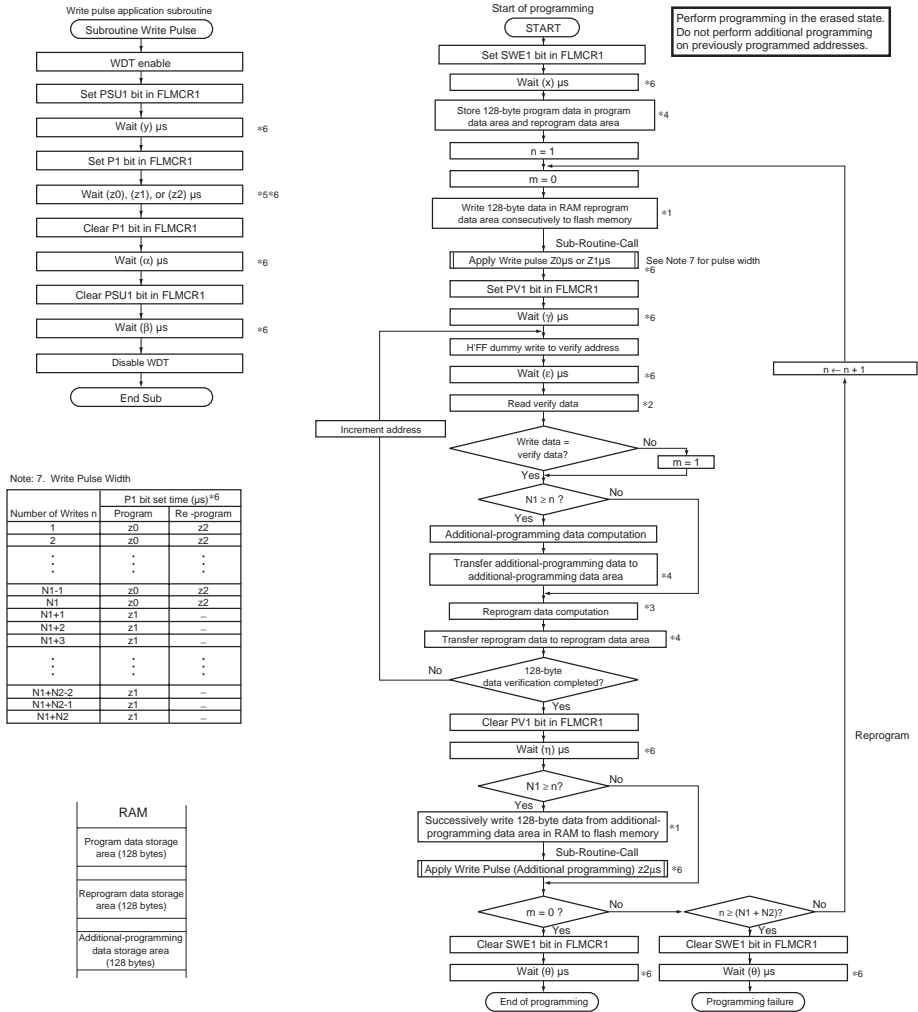 Write pulse application subroutine
Subroutine Write Pulse
WDT enable
Set PSU1 bit in FLMCR1
Wait (y) µs
*6
Set P1 bit in FLMCR1
Wait (z0), (z1), or (z2) µs
*5*6
Clear P1 bit in FLMCR1
Wait (α) µs
*6
Clear PSU1 bit in FLMCR1
Wait (β) µs
*6
Disable WDT
End Sub
Note: 7. Write Pulse Width
Number of Writes n
P1 bit set time (µs)*6
Program Re -program
1 z0 z2
2 z0 z2
N1-1 z0 z2
N1 z0 z2
N1+1 z1 –
N1+2 z1 –
N1+3 z1 –
N1+N2-2 z1 –
N1+N2-1 z1 –
N1+N2 z1 –
RAM
Program data storage
area (128 bytes)
Reprogram data storage
area (128 bytes)
Additional-programming
data storage area
(128 bytes)
Start of programming
START
Perform programming in the erased state.
Do not perform additional programming
on previously programmed addresses.
Set SWE1 bit in FLMCR1
Wait (x) µs
*6
Store 128-byte program data in program
data area and reprogram data area
*4
n = 1
m = 0
Write 128-byte data in RAM reprogram
data area consecutively to flash memory
*1
Sub-Routine-Call
Apply Write pulse Z0µs or Z1µs
See Note 7 for pulse width
*6
Set PV1 bit in FLMCR1
Wait (γ) µs
*6
H'FF dummy write to verify address
Wait (ε) µs
*6
n ← n + 1
Read verify data
*2
Increment address
Write data =
verify data?
No
m = 1
Yes
N1 ≥ n ?
No
Yes
Additional-programming data computation
Transfer additional-programming data to
additional-programming data area
*4
Reprogram data computation
*3
Transfer reprogram data to reprogram data area
*4
128-byte
data verification completed?
No
Yes
Clear PV1 bit in FLMCR1
Reprogram
Wait (η) µs
*6
N1 ≥ n?
No
Yes
Successively write 128-byte data from additional-
programming data area in RAM to flash memory
*1
Sub-Routine-Call
Apply Write Pulse (Additional programming) z2µs
*6
m = 0 ?
No
n ≥ (N1 + N2)?
No
Yes
Yes
Clear SWE1 bit in FLMCR1
Clear SWE1 bit in FLMCR1
Wait (θ) µs
*6
Wait (θ) µs
*6
End of programming
Programming failure